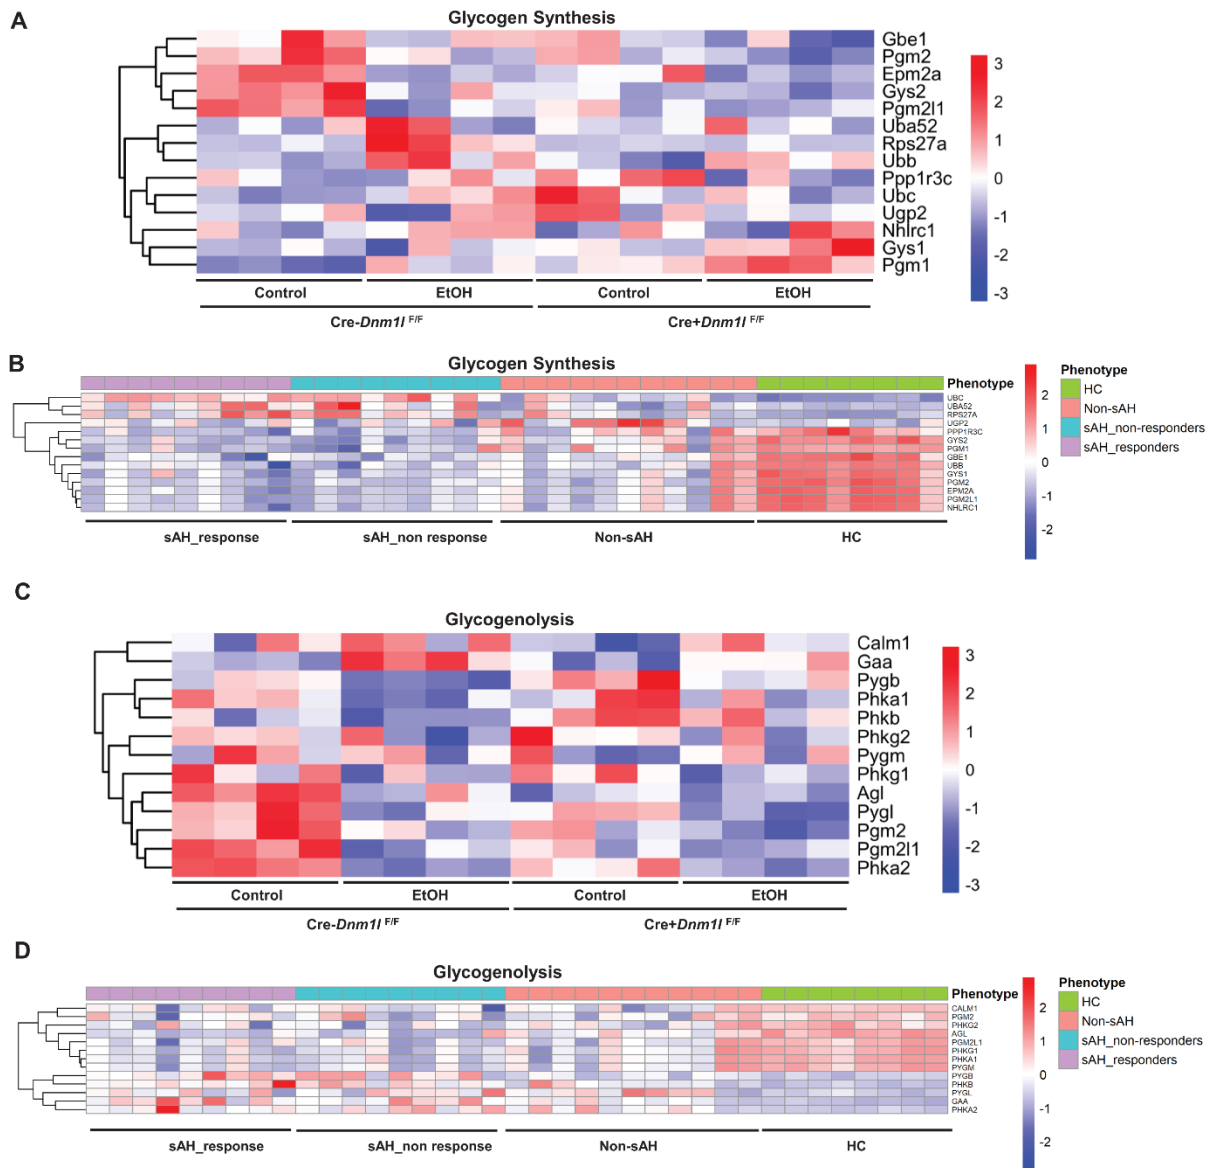 A
Glycogen Synthesis
Gbe1
Pgm2
Epm2a
Gys2
Pgm2l1
Uba52
Rps27a
Ubb
Ppp1r3c
Ubc
Ugp2
Nhlrc1
Gys1
Pgm1
3
2
1
0
-1
-2
-3
Control EtOH Control EtOH
Cre-Dnm1l F/F Cre+Dnm1l F/F
B
Glycogen Synthesis
Phenotype
UBC
UBA52
RPS27A
UGP2
PPP1R3C
GYS2
PGM1
GBE1
UBB
GYS1
PGM2
EPM2A
PGM2L1
NHLRC1
2
1
0
-1
-2
Phenotype
HC
Non-sAH
sAH_non-responders
sAH_responders
sAH_response sAH_non response Non-sAH HC
C
Glycogenolysis
Calm1
Gaa
Pygb
Phka1
Phkb
Phkg2
Pygm
Phkg1
Agl
Pygl
Pgm2
Pgm2l1
Phka2
3
2
1
0
-1
-2
-3
Control EtOH Control EtOH
Cre-Dnm1l F/F Cre+Dnm1l F/F
D
Glycogenolysis
Phenotype
CALM1
PGM2
PHKG2
AGL
PGM2L1
PHKG1
PHKA1
PYGM
PYGB
PHKB
PYGL
GAA
PHKA2
2
1
0
-1
-2
Phenotype
HC
Non-sAH
sAH_non-responders
sAH_responders
sAH_response sAH_non response Non-sAH HC